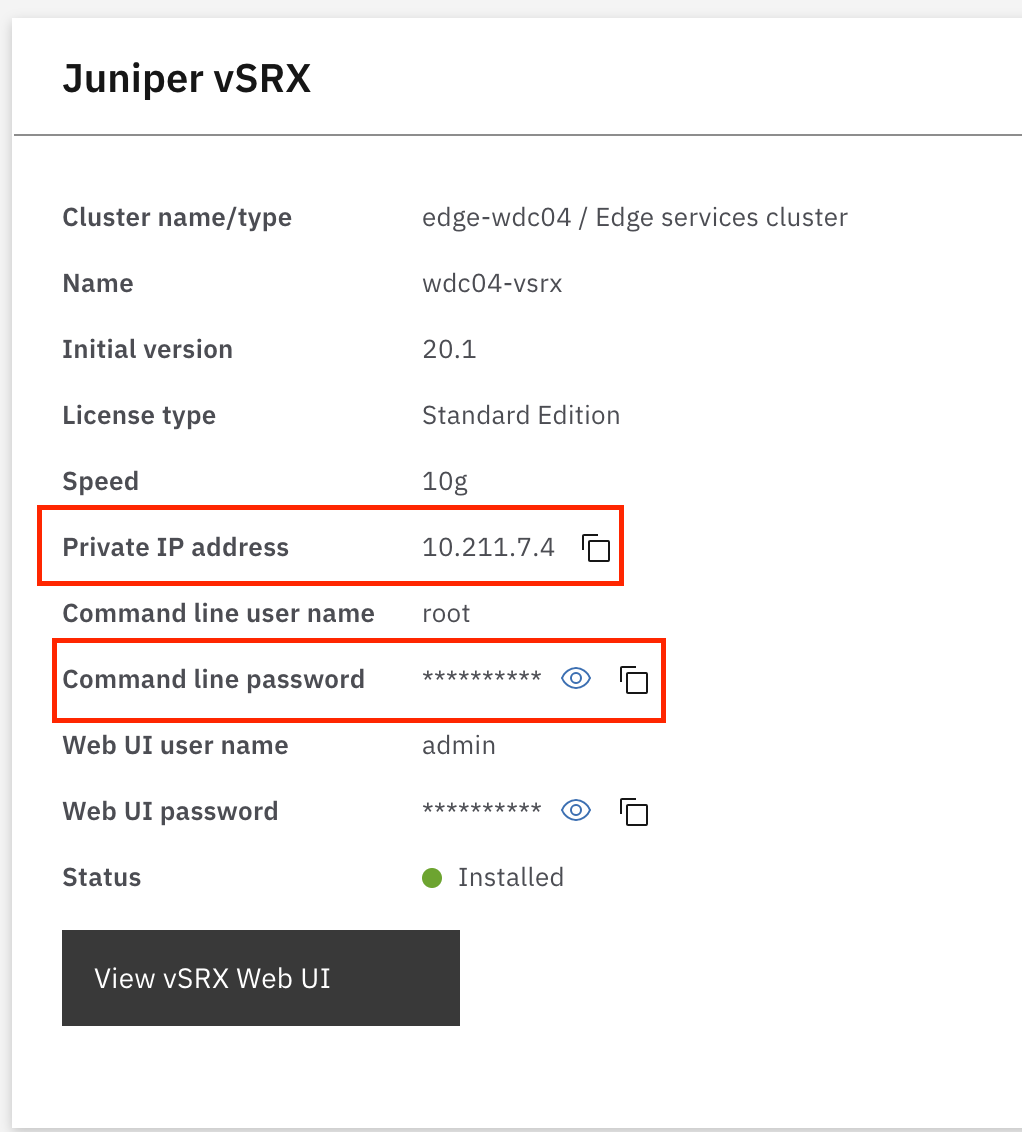 Juniper vSRX
Cluster name/type edge-wdc04 / Edge services cluster
Name wdc04-vsrx
Initial version 20.1
License type Standard Edition
Speed 10g
Private IP address 10.211.7.4
Command line user name root
Command line password **********
Web UI user name admin
Web UI password **********
Status Installed
View vSRX Web UI